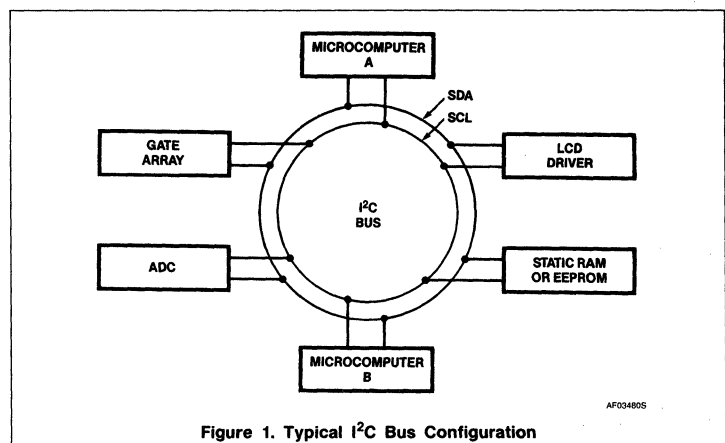 MICROCOMPUTER
A
SDA
SCL
GATE
ARRAY
LCD
DRIVER
I²C
BUS
ADC
STATIC RAM
OR EEPROM
MICROCOMPUTER
B
AF03480S
Figure 1. Typical I²C Bus Configuration